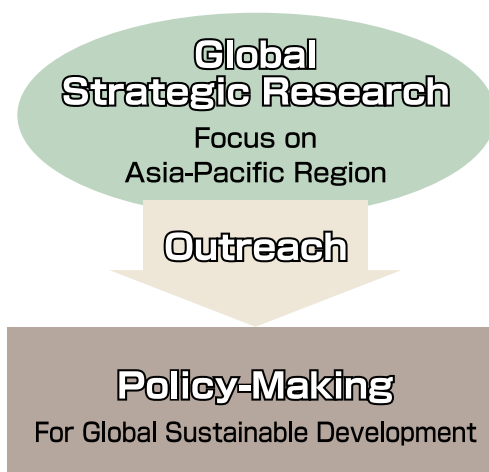 Global
Strategic Research
Focus on
Asia-Pacific Region
Outreach
Policy-Making
For Global Sustainable Development